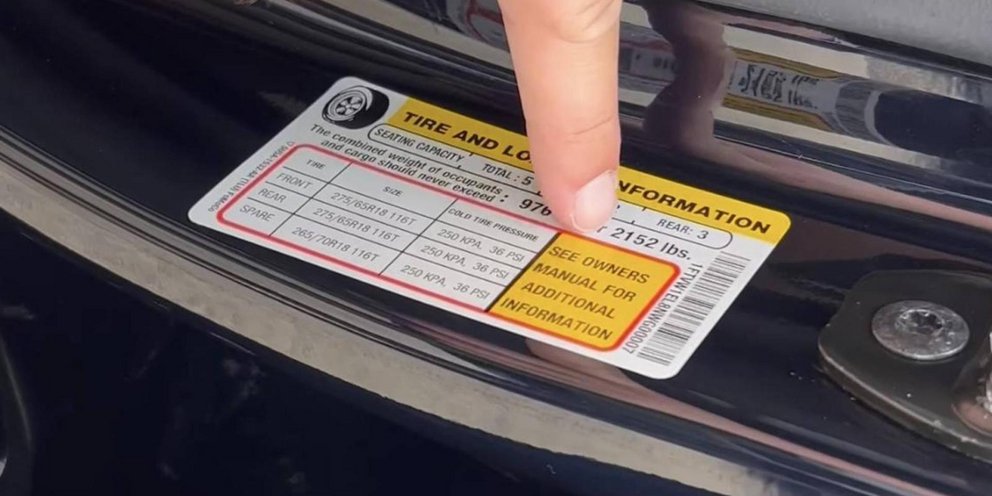 TIRE AND LO INFORMATION
SEATING CAPACITY TOTAL: 5 REAR: 3
The combined weight of occupants
and cargo should never exceed: 976 2152 lbs.
TIRE SIZE COLD TIRE PRESSURE
FRONT 275/65R18 116T 250 KPA, 36 PSI
REAR 275/65R18 116T 250 KPA, 36 PSI
SPARE 265/70R18 116T 250 KPA, 36 PSI
SEE OWNERS
MANUAL FOR
ADDITIONAL
INFORMATION